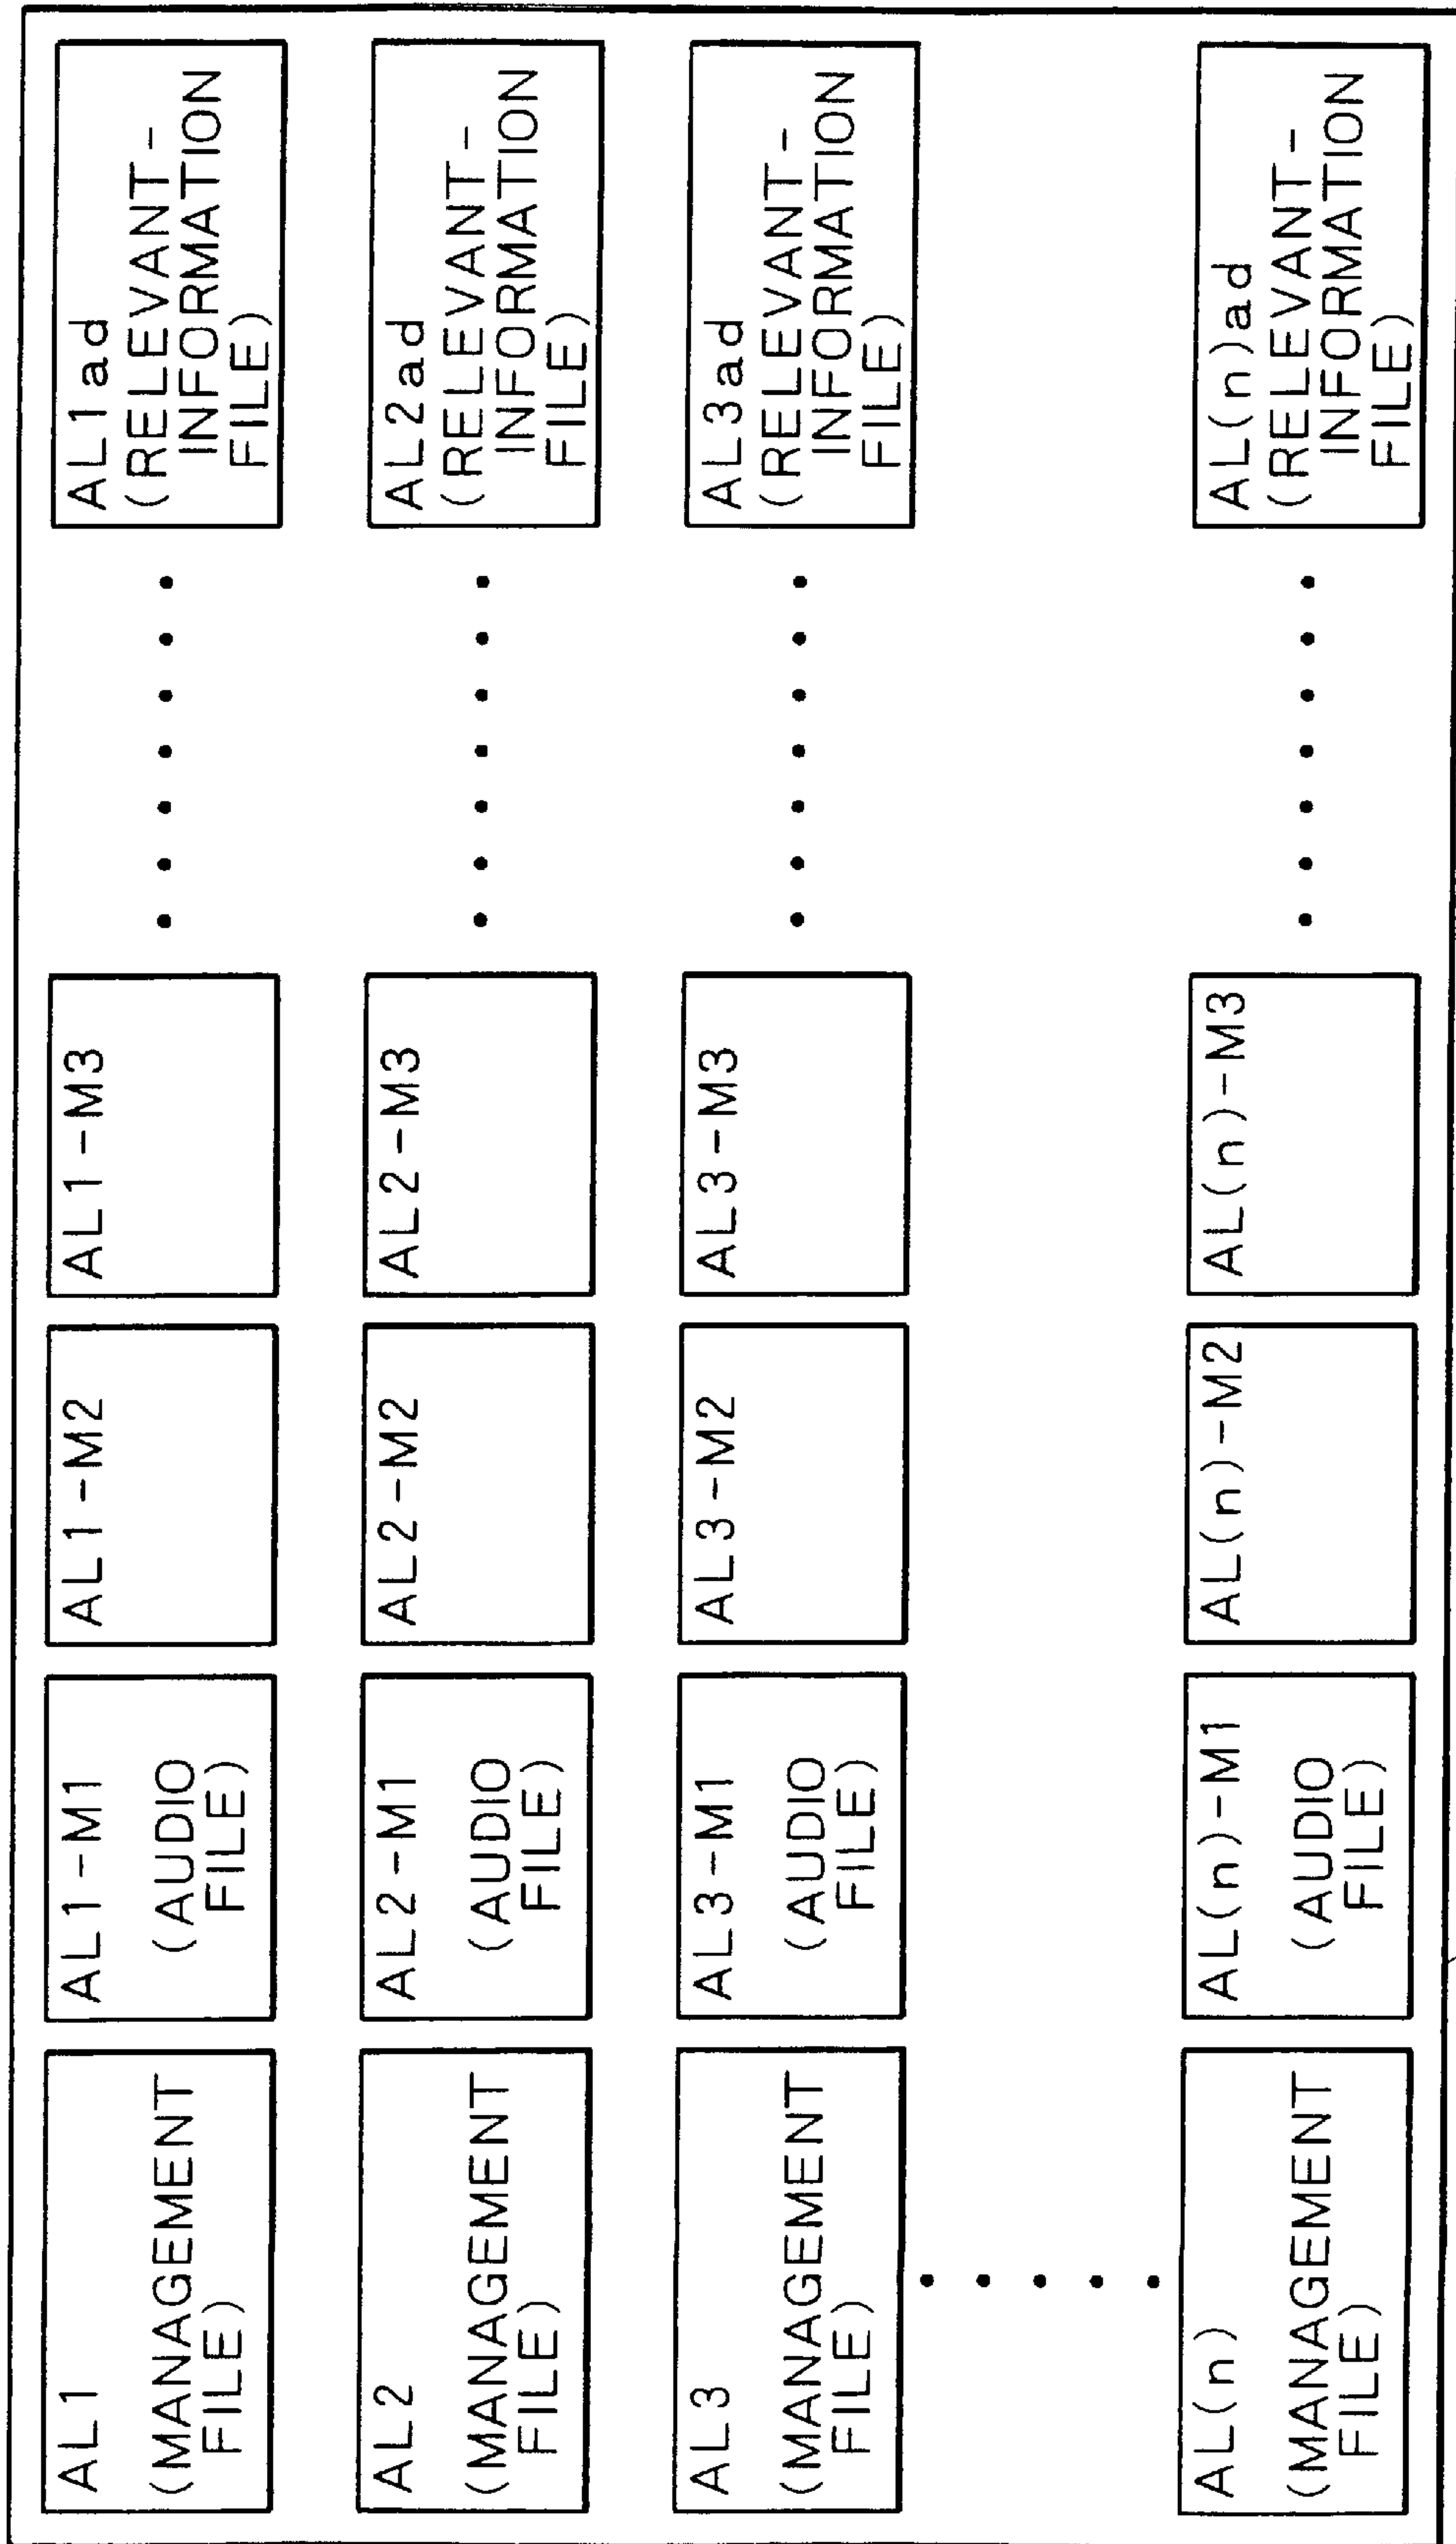 AL1
(MANAGEMENT
FILE)
AL1-M1
(AUDIO
FILE)
AL1-M2
AL1-M3
AL1ad
(RELEVANT-
INFORMATION
FILE)
AL2
(MANAGEMENT
FILE)
AL2-M1
(AUDIO
FILE)
AL2-M2
AL2-M3
AL2ad
(RELEVANT-
INFORMATION
FILE)
AL3
(MANAGEMENT
FILE)
AL3-M1
(AUDIO
FILE)
AL3-M2
AL3-M3
AL3ad
(RELEVANT-
INFORMATION
FILE)
AL(n)
(MANAGEMENT
FILE)
AL(n)-M1
(AUDIO
FILE)
AL(n)-M2
AL(n)-M3
AL(n)ad
(RELEVANT-
INFORMATION
FILE)